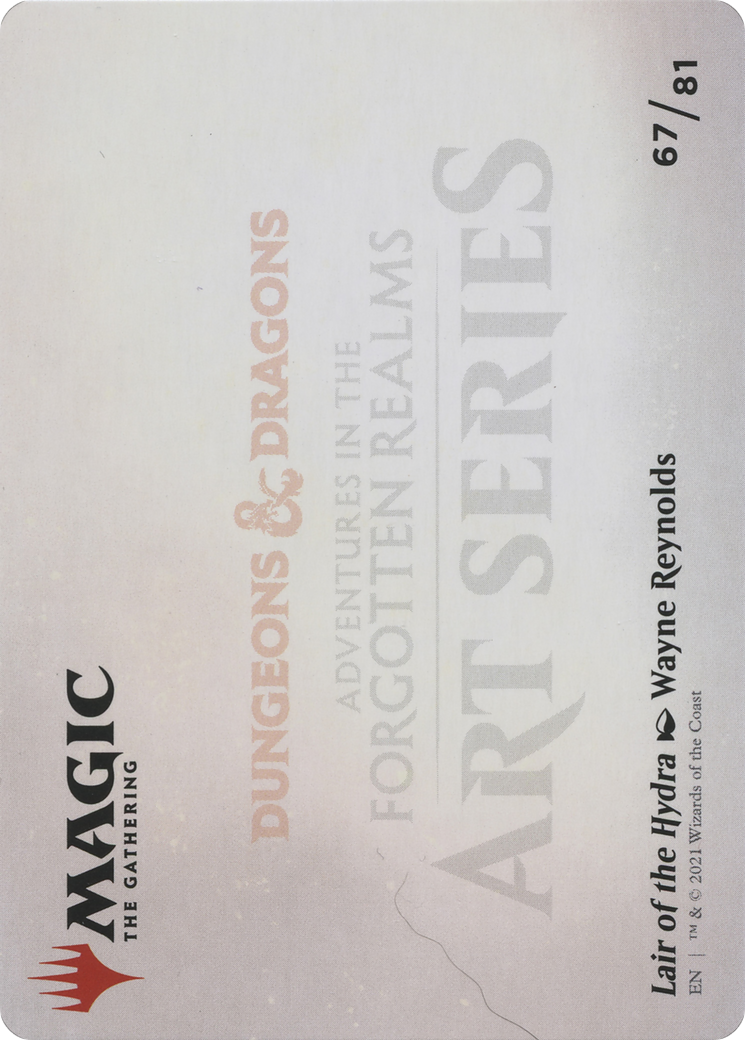 MAGIC
THE GATHERING
DUNGEONS & DRAGONS
ADVENTURES IN THE
FORGOTTEN REALMS
ART SERIES
Lair of the Hydra Wayne Reynolds
67/81
EN | ™ & © 2021 Wizards of the Coast